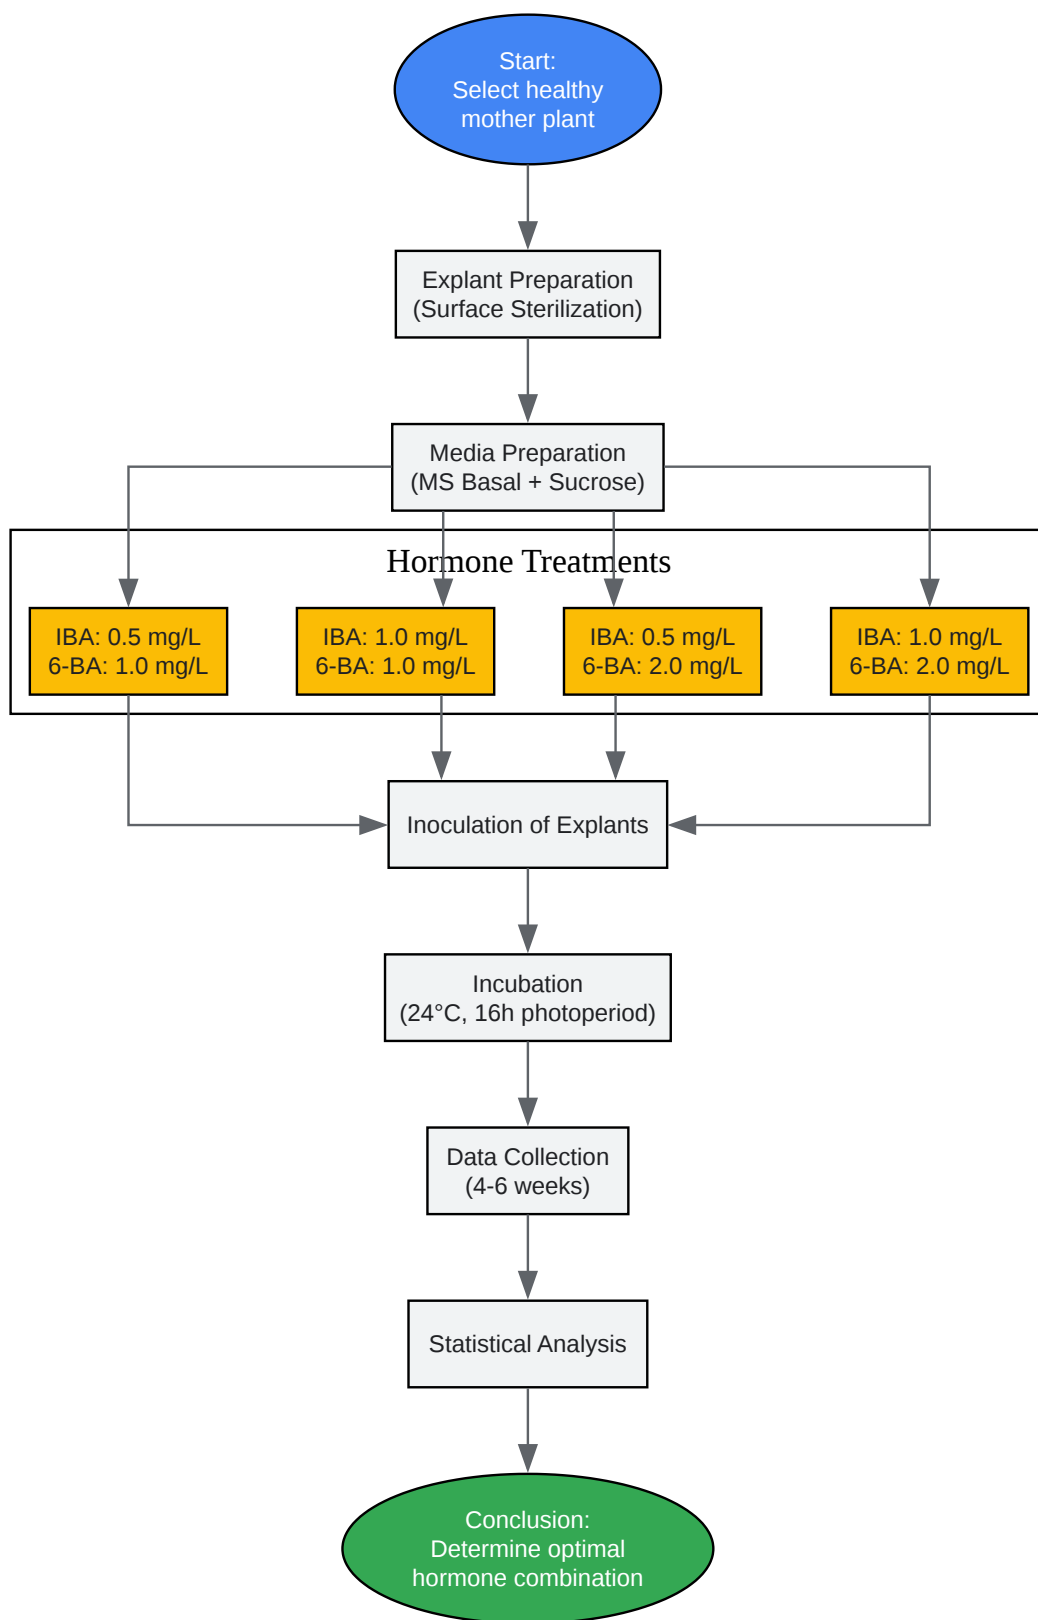 Start:
Select healthy
mother plant
Explant Preparation
(Surface Sterilization)
Media Preparation
(MS Basal + Sucrose)
Hormone Treatments
IBA: 0.5 mg/L
6-BA: 1.0 mg/L
IBA: 1.0 mg/L
6-BA: 1.0 mg/L
IBA: 0.5 mg/L
6-BA: 2.0 mg/L
IBA: 1.0 mg/L
6-BA: 2.0 mg/L
Inoculation of Explants
Incubation
(24°C, 16h photoperiod)
Data Collection
(4-6 weeks)
Statistical Analysis
Conclusion:
Determine optimal
hormone combination